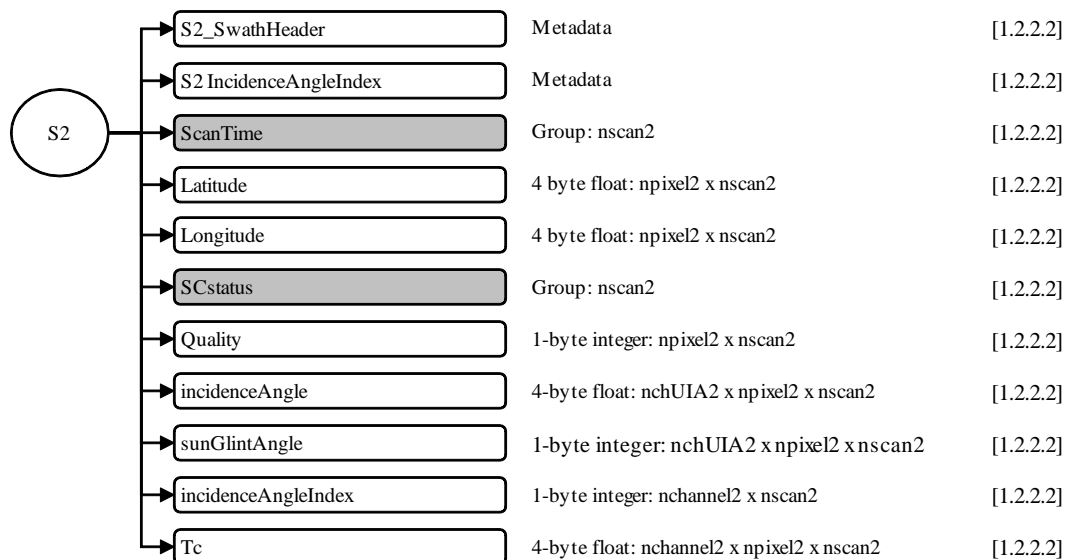 S2_SwathHeader Metadata [1.2.2.2]
S2 IncidenceAngleIndex Metadata [1.2.2.2]
S2 ScanTime Group: nscan2 [1.2.2.2]
Latitude 4 byte float: npixel2 x nscan2 [1.2.2.2]
Longitude 4 byte float: npixel2 x nscan2 [1.2.2.2]
SCstatus Group: nscan2 [1.2.2.2]
Quality 1-byte integer: npixel2 x nscan2 [1.2.2.2]
incidenceAngle 4-byte float: nchUIA2 x npixel2 x nscan2 [1.2.2.2]
sunGlintAngle 1-byte integer: nchUIA2 x npixel2 x nscan2 [1.2.2.2]
incidenceAngleIndex 1-byte integer: nchannel2 x nscan2 [1.2.2.2]
Tc 4-byte float: nchannel2 x npixel2 x nscan2 [1.2.2.2]